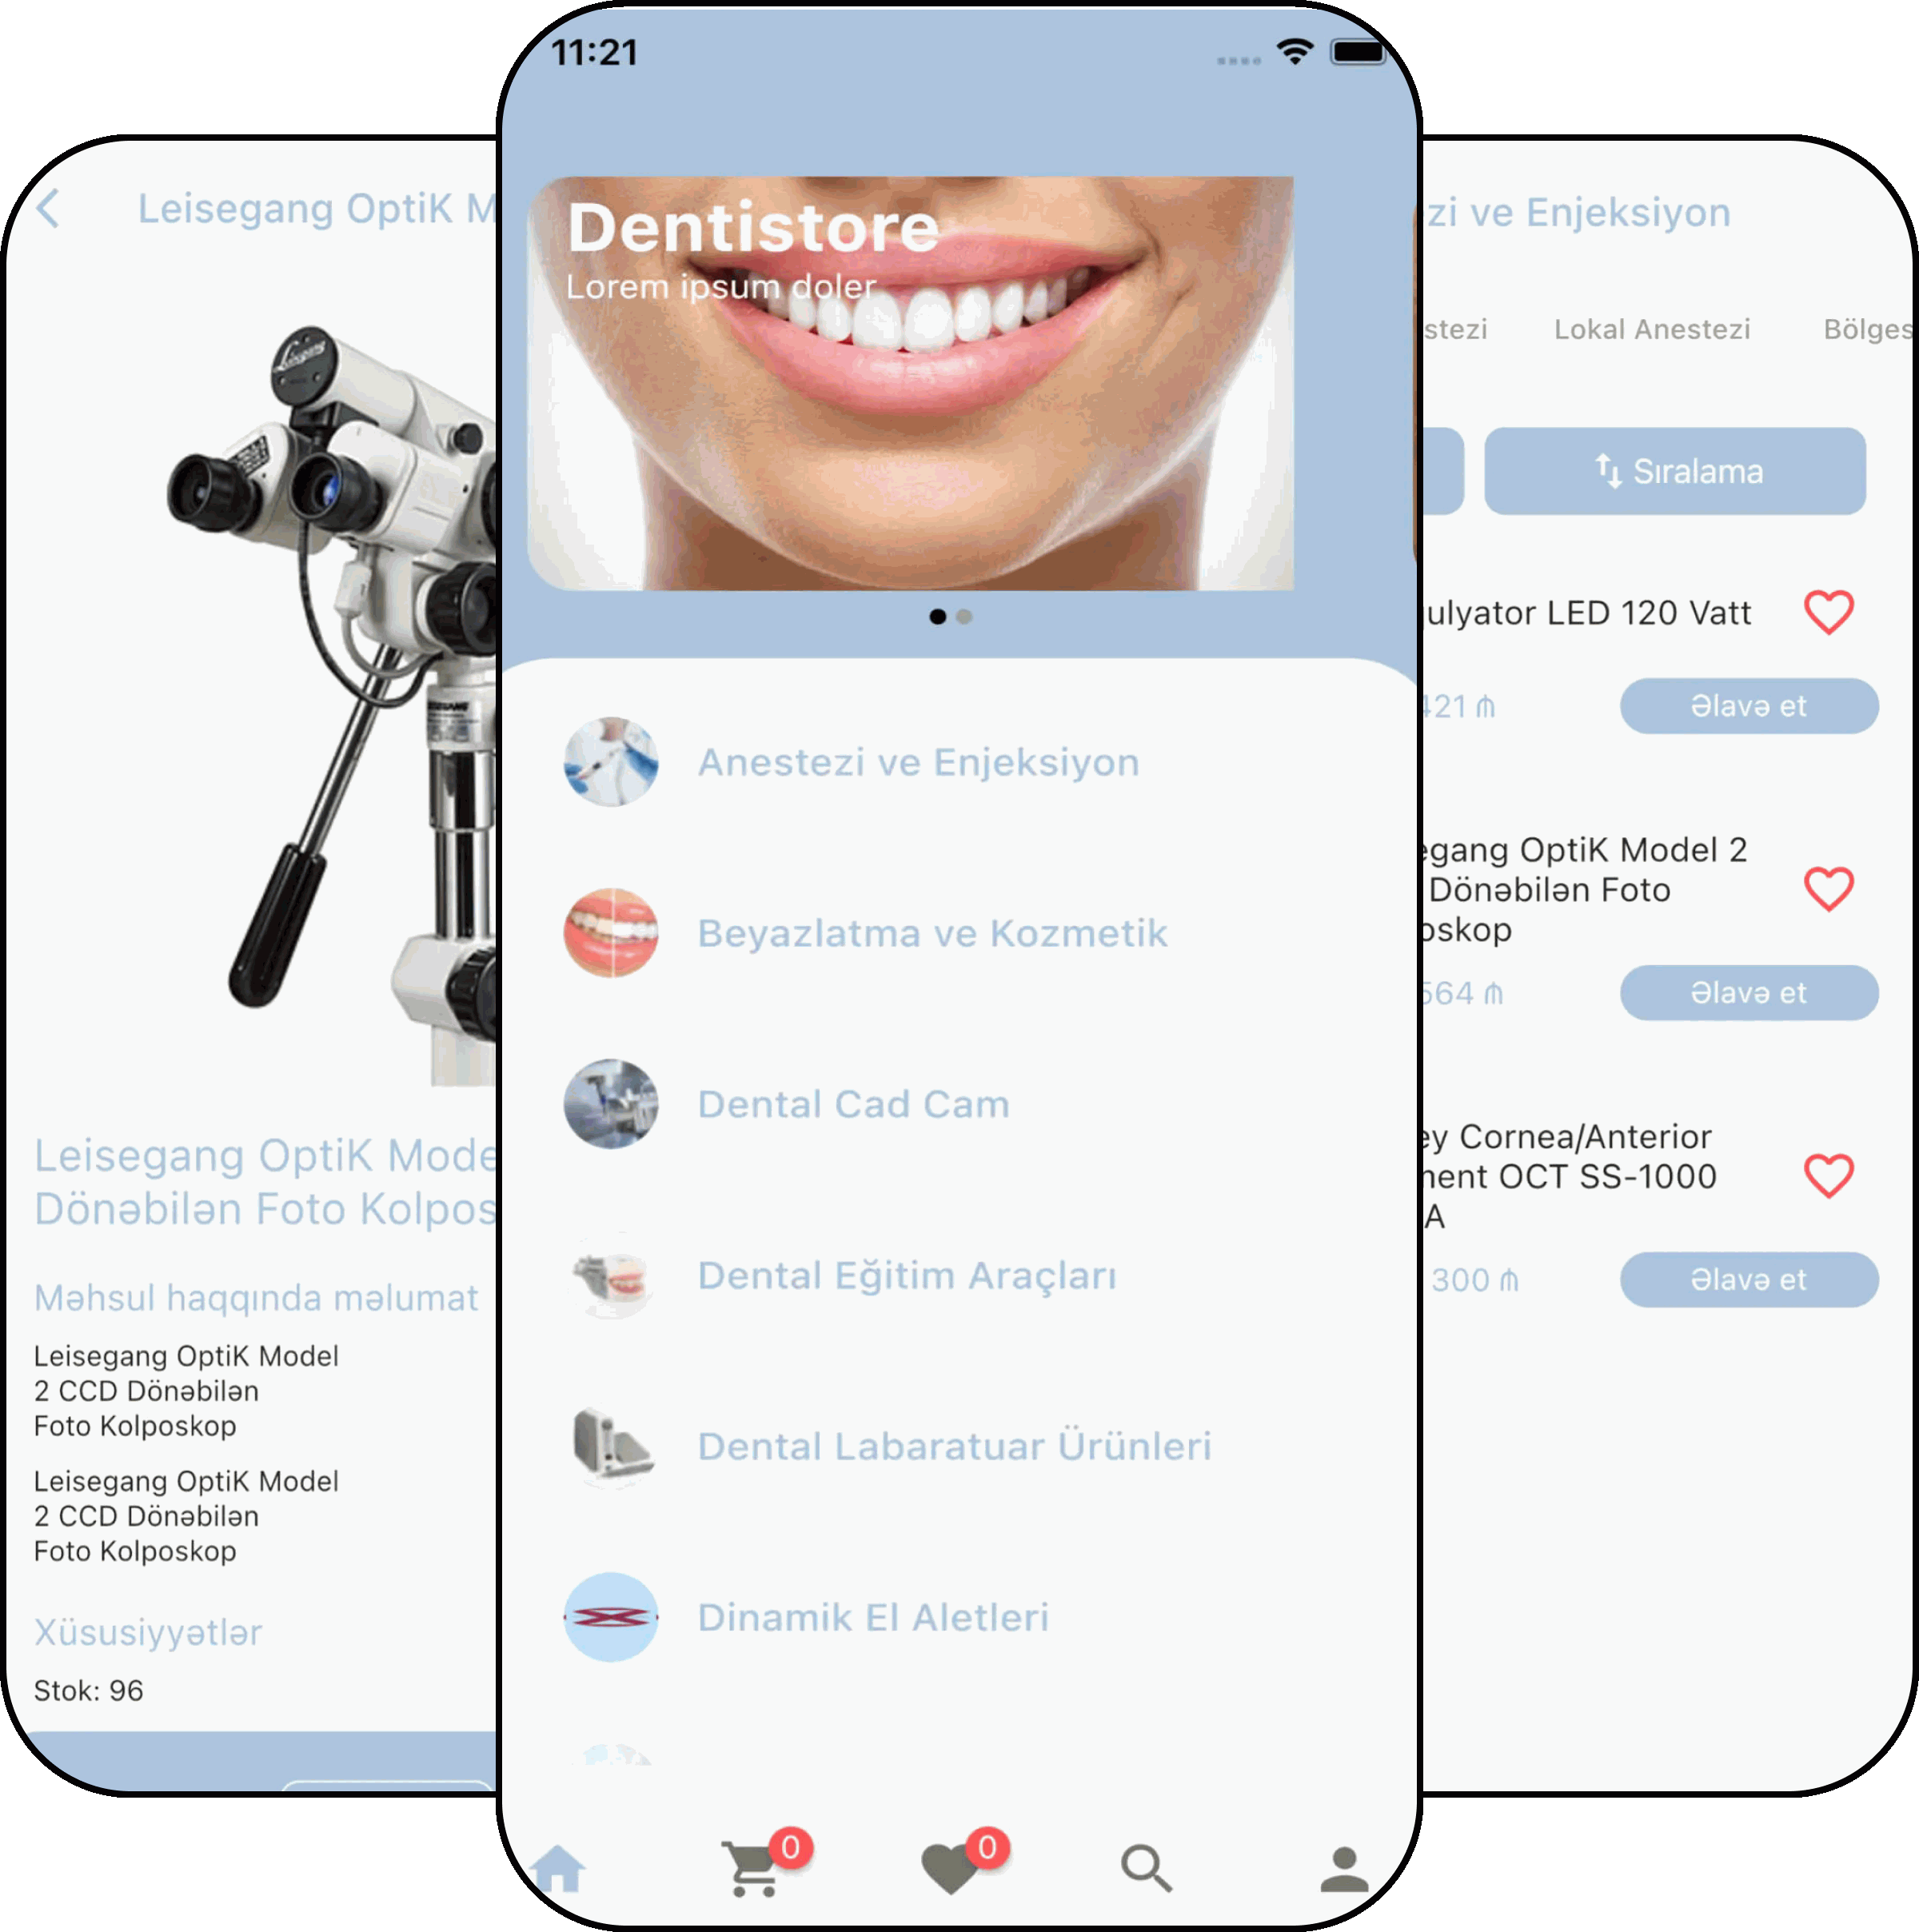 Leisegang OptiK M
Leisegang OptiK Mode
Dönəbilən Foto Kolpos
Məhsul haqqında məlumat
Leisegang OptiK Model
2 CCD Dönəbilən
Foto Kolposkop
Leisegang OptiK Model
2 CCD Dönəbilən
Foto Kolposkop
Xüsusiyyətlər
Stok: 96
11:21
Dentistore
Lorem ipsum doler
Anestezi ve Enjeksiyon
Beyazlatma ve Kozmetik
Dental Cad Cam
Dental Eğitim Araçları
Dental Labaratuar Ürünleri
Dinamik El Aletleri
0
0
zi ve Enjeksiyon
stezi Lokal Anestezi Bölges
Sıralama
ulyator LED 120 Vatt
421 ₼ Əlavə et
egang OptiK Model 2
Dönəbilən Foto
oskop
564 ₼ Əlavə et
ey Cornea/Anterior
ment OCT SS-1000
A
300 ₼ Əlavə et